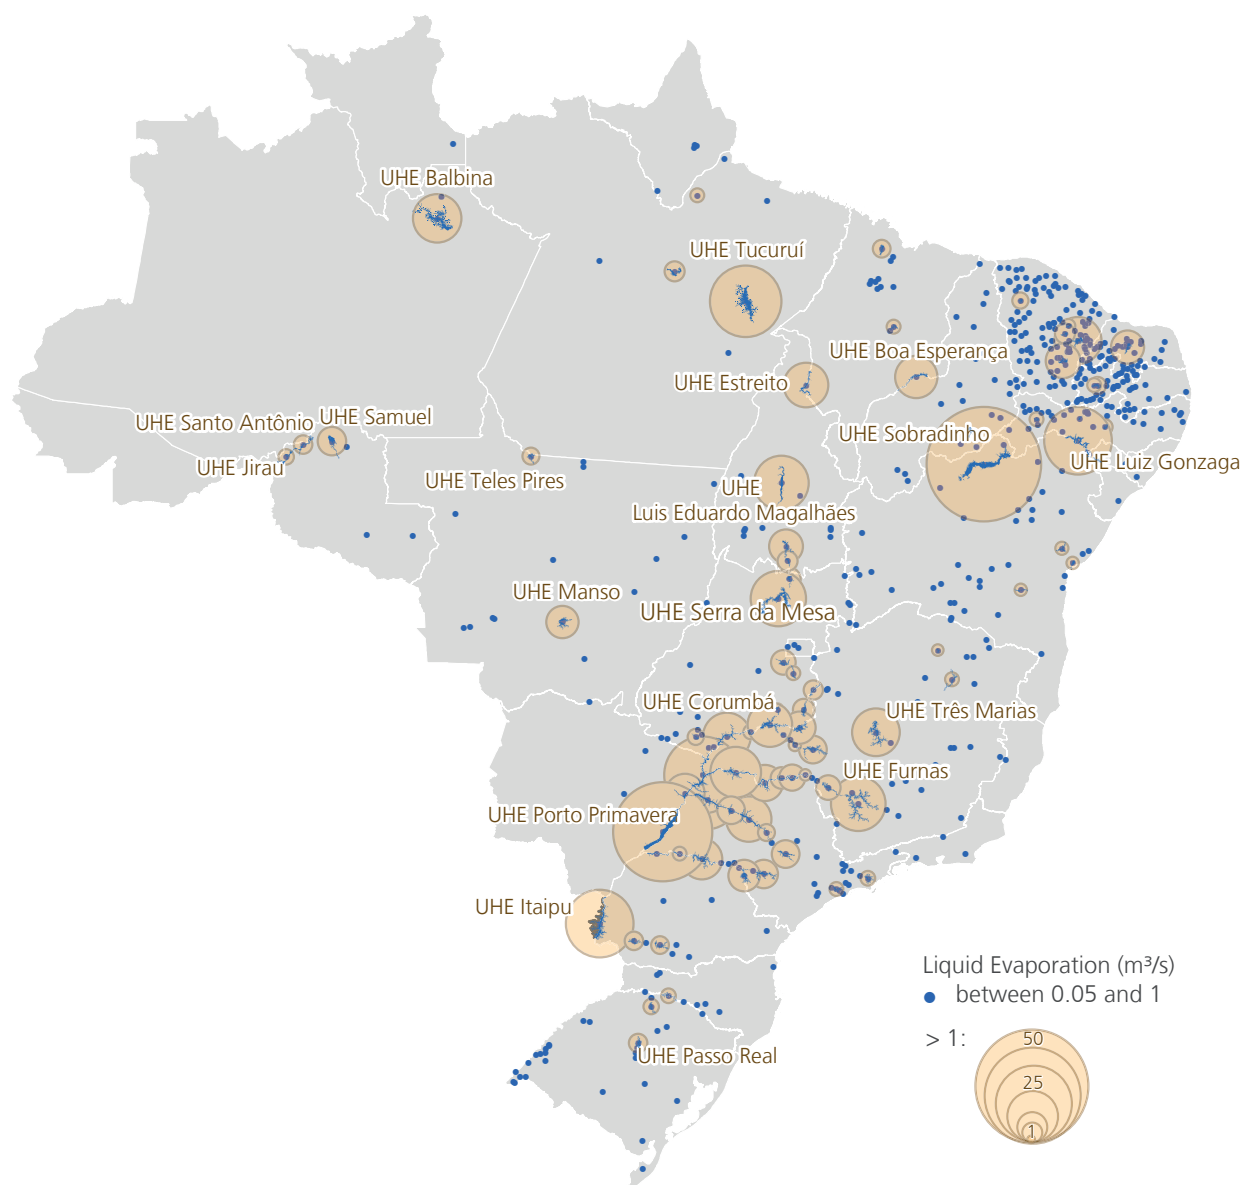 UHE Balbina
UHE Tucuruí
UHE Boa Esperança
UHE Estreito
UHE Santo Antônio
UHE Samuel
UHE Sobradinho
UHE Jirau
UHE Luiz Gonzaga
UHE Teles Pires
UHE
Luis Eduardo Magalhães
UHE Manso
UHE Serra da Mesa
UHE Corumbá
UHE Três Marias
UHE Furnas
UHE Porto Primavera
UHE Itaipu
UHE Passo Real
Liquid Evaporation (m³/s)
between 0.05 and 1
> 1:
50
25
1